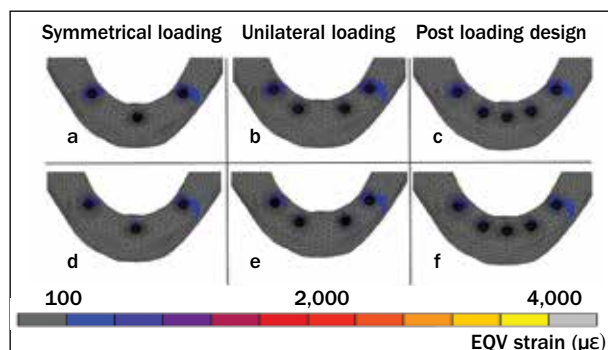 Symmetrical loading Unilateral loading Post loading design
a b c
d e f
100 2,000 4,000
EQV strain (με)